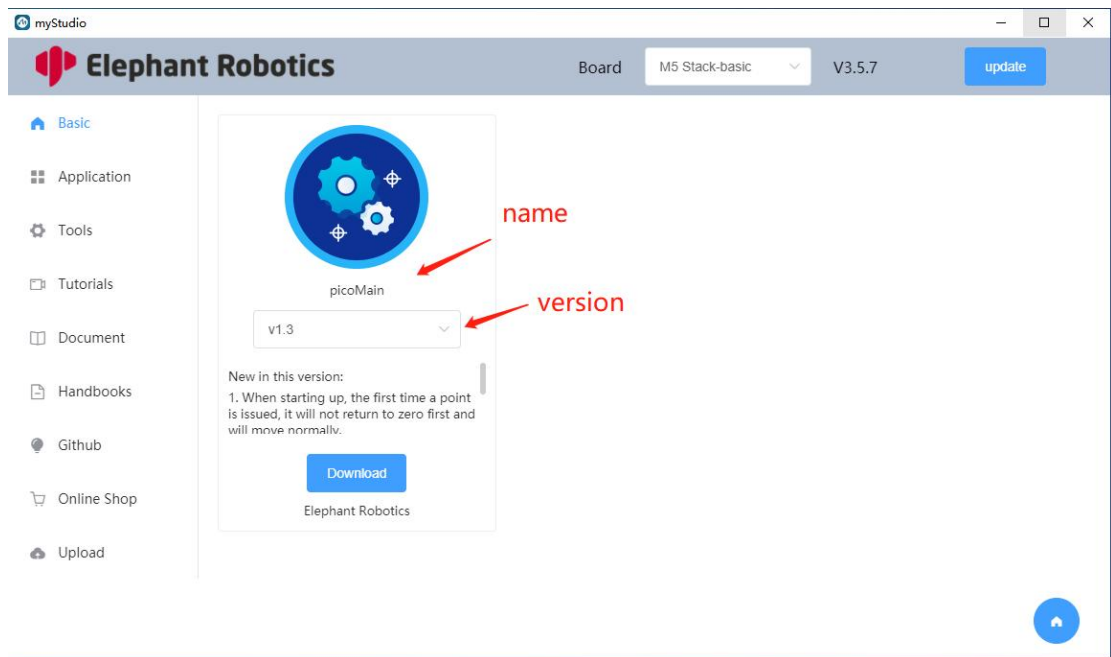 myStudio
Elephant Robotics
Board
M5 Stack-basic
V3.5.7
update
Basic
Application
Tools
Tutorials
Document
Handbooks
Github
Online Shop
Upload
name
picoMain
version
v1.3
New in this version:
1. When starting up, the first time a point
is issued, it will not return to zero first and
will move normally.
Download
Elephant Robotics